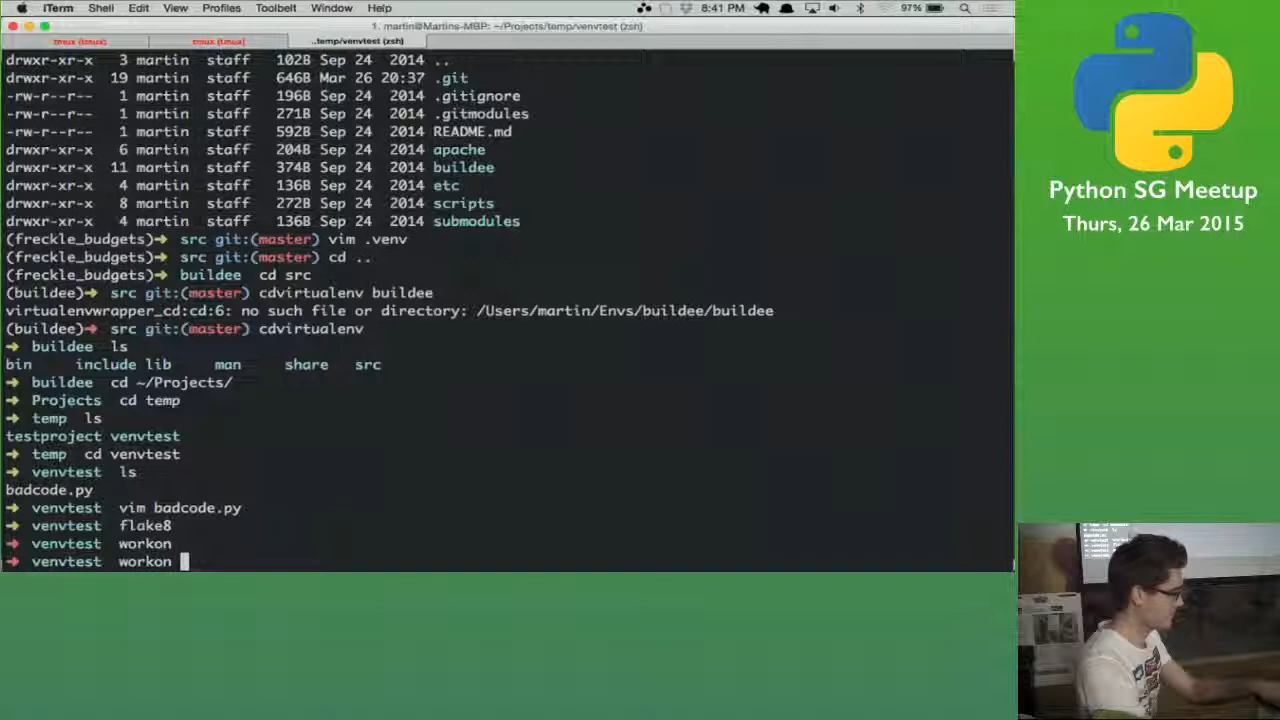 iTerm Shell Edit View Profiles Toolbelt Window Help 8:41 PM 97%
1. martin@Martins-MBP: ~/Projects/temp/venvtest (zsh)
tmux (tmux) tmux (tmux) ..temp/venvtest (zsh)
drwxr-xr-x 3 martin staff 102B Sep 24 2014 ..
drwxr-xr-x 19 martin staff 646B Mar 26 20:37 .git
-rw-r--r-- 1 martin staff 196B Sep 24 2014 .gitignore
-rw-r--r-- 1 martin staff 271B Sep 24 2014 .gitmodules
-rw-r--r-- 1 martin staff 592B Sep 24 2014 README.md
drwxr-xr-x 6 martin staff 204B Sep 24 2014 apache
drwxr-xr-x 11 martin staff 374B Sep 24 2014 buildee
drwxr-xr-x 4 martin staff 136B Sep 24 2014 etc
drwxr-xr-x 8 martin staff 272B Sep 24 2014 scripts
drwxr-xr-x 4 martin staff 136B Sep 24 2014 submodules
(freckle_budgets)➜ src git:(master) vim .venv
(freckle_budgets)➜ src git:(master) cd ..
(freckle_budgets)➜ buildee cd src
(buildee)➜ src git:(master) cdvirtualenv buildee
virtualenvwrapper_cd:cd:6: no such file or directory: /Users/martin/Envs/buildee/buildee
(buildee)➜ src git:(master) cdvirtualenv
➜ buildee ls
bin include lib man share src
➜ buildee cd ~/Projects/
➜ Projects cd temp
➜ temp ls
testproject venvtest
➜ temp cd venvtest
➜ venvtest ls
badcode.py
➜ venvtest vim badcode.py
➜ venvtest flake8
➜ venvtest workon
➜ venvtest workon
Python SG Meetup
Thurs, 26 Mar 2015